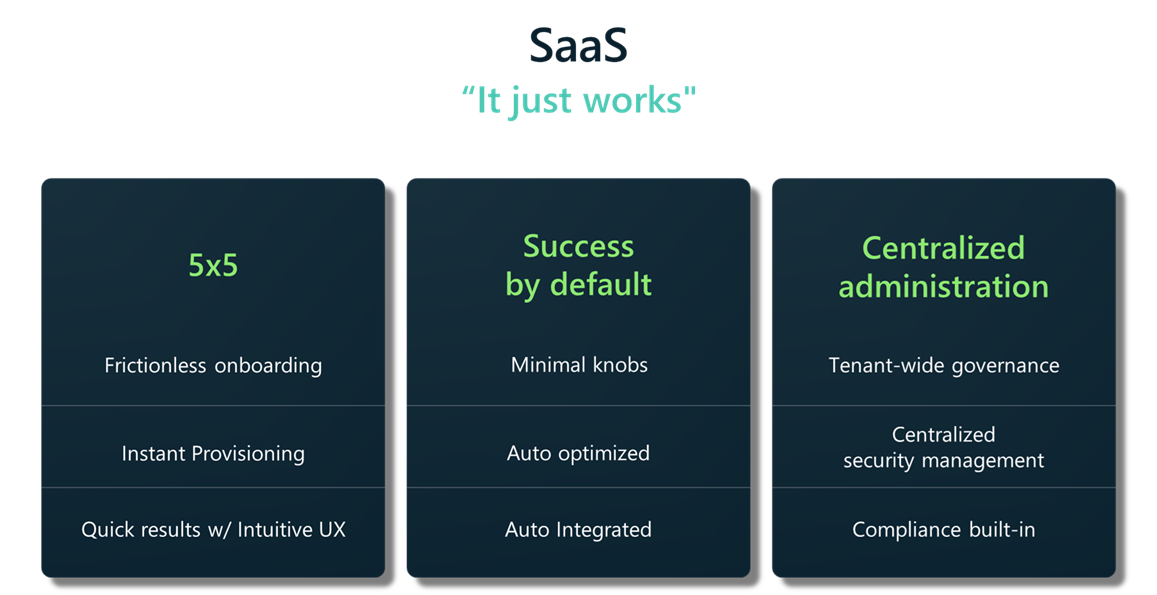 SaaS
“It just works"
5x5
Frictionless onboarding
Instant Provisioning
Quick results w/ Intuitive UX
Success
by default
Minimal knobs
Auto optimized
Auto Integrated
Centralized
administration
Tenant-wide governance
Centralized
security management
Compliance built-in